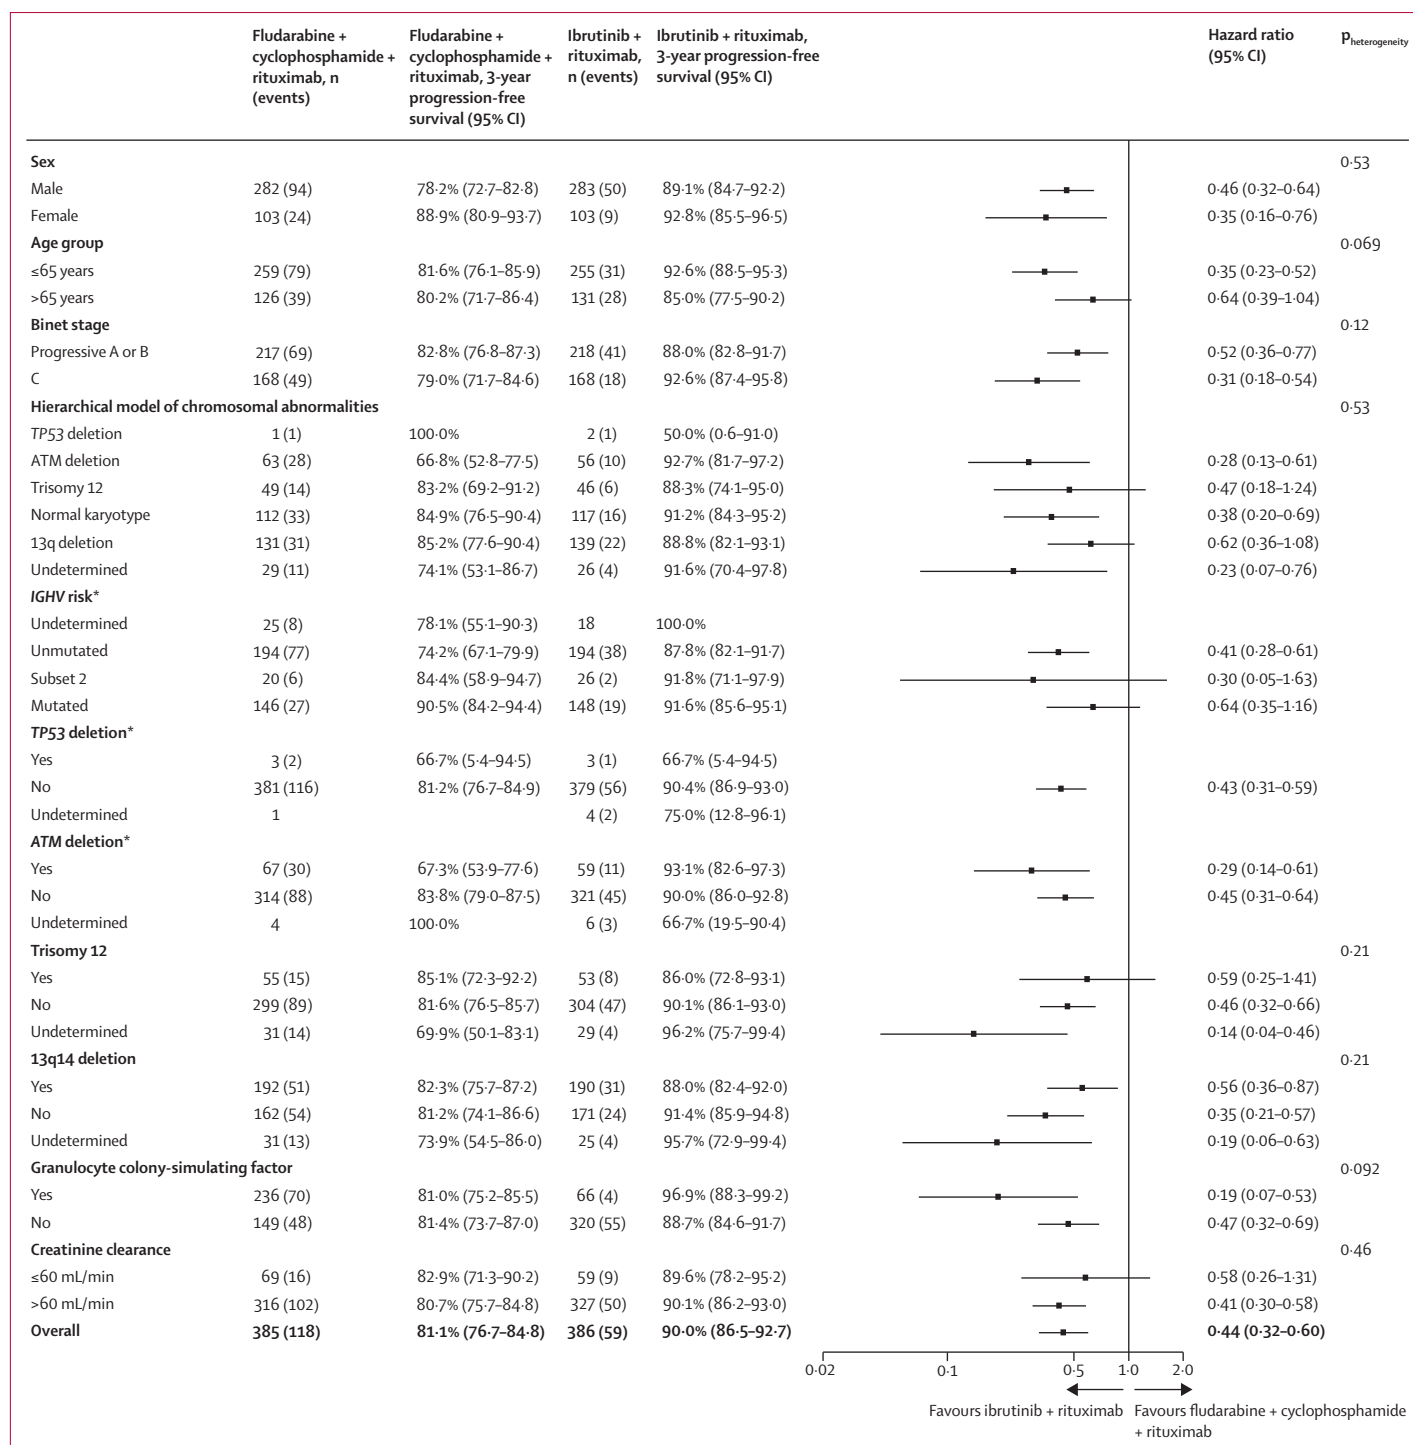 Fludarabine + cyclophosphamide + rituximab, n (events) Fludarabine + cyclophosphamide + rituximab, 3-year progression-free survival (95% CI) Ibrutinib + rituximab, n (events) Ibrutinib + rituximab, 3-year progression-free survival (95% CI) Hazard ratio (95% CI) pheterogeneity
Sex 0·53
Male 282 (94) 78·2% (72·7–82·8) 283 (50) 89·1% (84·7–92·2) 0·46 (0·32–0·64)
Female 103 (24) 88·9% (80·9–93·7) 103 (9) 92·8% (85·5–96·5) 0·35 (0·16–0·76)
Age group 0·069
≤65 years 259 (79) 81·6% (76·1–85·9) 255 (31) 92·6% (88·5–95·3) 0·35 (0·23–0·52)
>65 years 126 (39) 80·2% (71·7–86·4) 131 (28) 85·0% (77·5–90·2) 0·64 (0·39–1·04)
Binet stage 0·12
Progressive A or B 217 (69) 82·8% (76·8–87·3) 218 (41) 88·0% (82·8–91·7) 0·52 (0·36–0·77)
C 168 (49) 79·0% (71·7–84·6) 168 (18) 92·6% (87·4–95·8) 0·31 (0·18–0·54)
Hierarchical model of chromosomal abnormalities 0·53
TP53 deletion 1 (1) 100·0% 2 (1) 50·0% (0·6–91·0)
ATM deletion 63 (28) 66·8% (52·8–77·5) 56 (10) 92·7% (81·7–97·2) 0·28 (0·13–0·61)
Trisomy 12 49 (14) 83·2% (69·2–91·2) 46 (6) 88·3% (74·1–95·0) 0·47 (0·18–1·24)
Normal karyotype 112 (33) 84·9% (76·5–90·4) 117 (16) 91·2% (84·3–95·2) 0·38 (0·20–0·69)
13q deletion 131 (31) 85·2% (77·6–90·4) 139 (22) 88·8% (82·1–93·1) 0·62 (0·36–1·08)
Undetermined 29 (11) 74·1% (53·1–86·7) 26 (4) 91·6% (70·4–97·8) 0·23 (0·07–0·76)
IGHV risk*
Undetermined 25 (8) 78·1% (55·1–90·3) 18 100·0%
Unmutated 194 (77) 74·2% (67·1–79·9) 194 (38) 87·8% (82·1–91·7) 0·41 (0·28–0·61)
Subset 2 20 (6) 84·4% (58·9–94·7) 26 (2) 91·8% (71·1–97·9) 0·30 (0·05–1·63)
Mutated 146 (27) 90·5% (84·2–94·4) 148 (19) 91·6% (85·6–95·1) 0·64 (0·35–1·16)
TP53 deletion*
Yes 3 (2) 66·7% (5·4–94·5) 3 (1) 66·7% (5·4–94·5)
No 381 (116) 81·2% (76·7–84·9) 379 (56) 90·4% (86·9–93·0) 0·43 (0·31–0·59)
Undetermined 1 4 (2) 75·0% (12·8–96·1)
ATM deletion*
Yes 67 (30) 67·3% (53·9–77·6) 59 (11) 93·1% (82·6–97·3) 0·29 (0·14–0·61)
No 314 (88) 83·8% (79·0–87·5) 321 (45) 90·0% (86·0–92·8) 0·45 (0·31–0·64)
Undetermined 4 100·0% 6 (3) 66·7% (19·5–90·4)
Trisomy 12 0·21
Yes 55 (15) 85·1% (72·3–92·2) 53 (8) 86·0% (72·8–93·1) 0·59 (0·25–1·41)
No 299 (89) 81·6% (76·5–85·7) 304 (47) 90·1% (86·1–93·0) 0·46 (0·32–0·66)
Undetermined 31 (14) 69·9% (50·1–83·1) 29 (4) 96·2% (75·7–99·4) 0·14 (0·04–0·46)
13q14 deletion 0·21
Yes 192 (51) 82·3% (75·7–87·2) 190 (31) 88·0% (82·4–92·0) 0·56 (0·36–0·87)
No 162 (54) 81·2% (74·1–86·6) 171 (24) 91·4% (85·9–94·8) 0·35 (0·21–0·57)
Undetermined 31 (13) 73·9% (54·5–86·0) 25 (4) 95·7% (72·9–99·4) 0·19 (0·06–0·63)
Granulocyte colony-simulating factor 0·092
Yes 236 (70) 81·0% (75·2–85·5) 66 (4) 96·9% (88·3–99·2) 0·19 (0·07–0·53)
No 149 (48) 81·4% (73·7–87·0) 320 (55) 88·7% (84·6–91·7) 0·47 (0·32–0·69)
Creatinine clearance 0·46
≤60 mL/min 69 (16) 82·9% (71·3–90·2) 59 (9) 89·6% (78·2–95·2) 0·58 (0·26–1·31)
>60 mL/min 316 (102) 80·7% (75·7–84·8) 327 (50) 90·1% (86·2–93·0) 0·41 (0·30–0·58)
Overall 385 (118) 81·1% (76·7–84·8) 386 (59) 90·0% (86·5–92·7) 0·44 (0·32–0·60)
0·02 0·1 0·5 1·0 2·0
Favours ibrutinib + rituximab Favours fludarabine + cyclophosphamide
+ rituximab